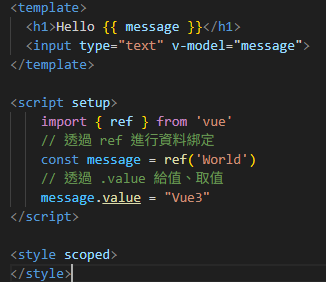 <template>
  <h1>Hello {{ message }}</h1>
  <input type="text" v-model="message">
</template>

<script setup>
    import { ref } from 'vue'
    // 透過 ref 進行資料綁定
    const message = ref('World')
    // 透過 .value 給值、取值
    message.value = "Vue3"
</script>

<style scoped>
</style>